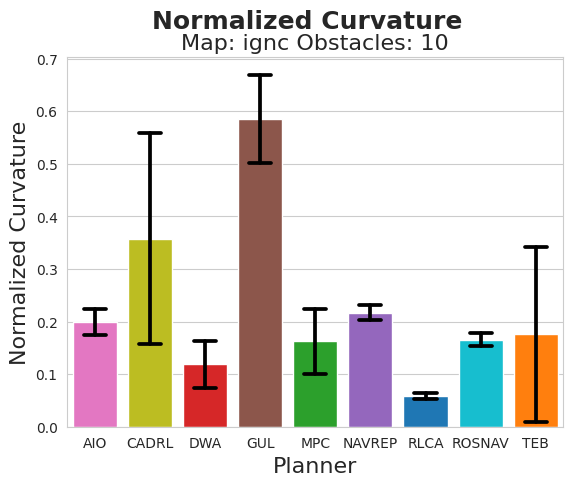 Normalized Curvature
Map: ignc Obstacles: 10
Normalized Curvature
0.7
0.6
0.5
0.4
0.3
0.2
0.1
0.0
AIO CADRL DWA GUL MPC NAVREP RLCA ROSNAV TEB
Planner